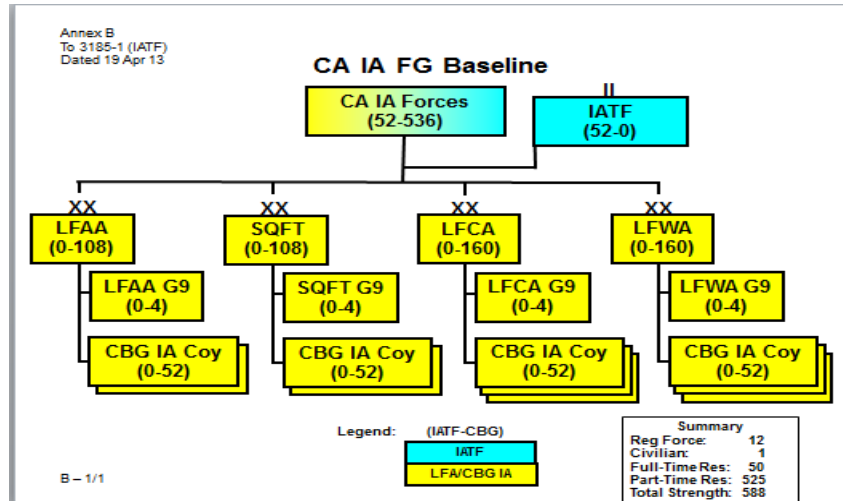 Annex B
To 3185-1 (IATF)
Dated 19 Apr 13
CA IA FG Baseline
CA IA Forces
(52-536)
II
IATF
(52-0)
XX
LFAA
(0-108)
XX
SQFT
(0-108)
XX
LFCA
(0-160)
XX
LFWA
(0-160)
LFAA G9
(0-4)
SQFT G9
(0-4)
LFCA G9
(0-4)
LFWA G9
(0-4)
CBG IA Coy
(0-52)
CBG IA Coy
(0-52)
CBG IA Coy
(0-52)
CBG IA Coy
(0-52)
Legend: (IATF-CBG)
IATF
LFA/CBG IA
Summary
Reg Force: 12
Civilian: 1
Full-Time Res: 50
Part-Time Res: 525
Total Strength: 588
B – 1/1